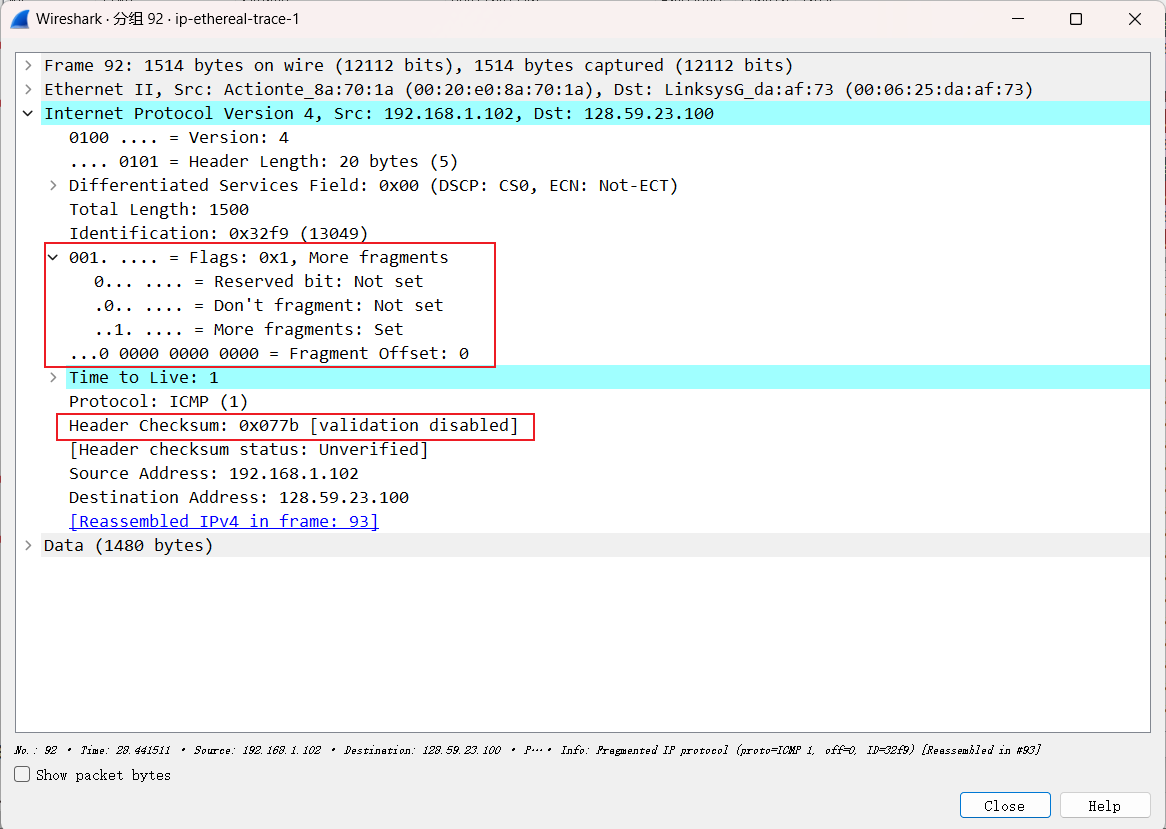 Wireshark · 分组 92 · ip-ethereal-trace-1
Frame 92: 1514 bytes on wire (12112 bits), 1514 bytes captured (12112 bits)
Ethernet II, Src: Actionte_8a:70:1a (00:20:e0:8a:70:1a), Dst: LinksysG_da:af:73 (00:06:25:da:af:73)
Internet Protocol Version 4, Src: 192.168.1.102, Dst: 128.59.23.100
0100 .... = Version: 4
.... 0101 = Header Length: 20 bytes (5)
Differentiated Services Field: 0x00 (DSCP: CS0, ECN: Not-ECT)
Total Length: 1500
Identification: 0x32f9 (13049)
001. .... = Flags: 0x1, More fragments
0... .... = Reserved bit: Not set
.0.. .... = Don't fragment: Not set
..1. .... = More fragments: Set
...0 0000 0000 0000 = Fragment Offset: 0
Time to Live: 1
Protocol: ICMP (1)
Header Checksum: 0x077b [validation disabled]
[Header checksum status: Unverified]
Source Address: 192.168.1.102
Destination Address: 128.59.23.100
[Reassembled IPv4 in frame: 93]
Data (1480 bytes)
No.: 92 · Time: 28.441511 · Source: 192.168.1.102 · Destination: 128.59.23.100 · P… · Info: Fragmented IP protocol (proto=ICMP 1, off=0, ID=32f9) [Reassembled in #93]
Show packet bytes
Close
Help